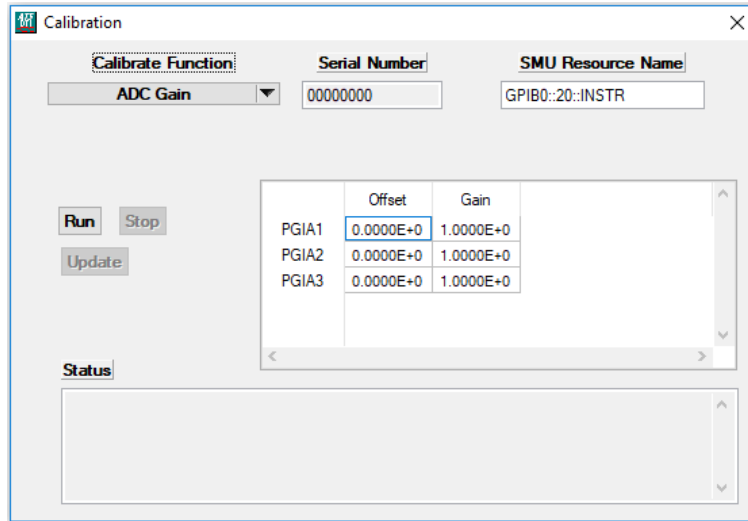 Calibration
Calibrate Function Serial Number SMU Resource Name
ADC Gain 00000000 GPIB0::20::INSTR
Offset Gain
Run Stop PGIA1 0.0000E+0 1.0000E+0
Update PGIA2 0.0000E+0 1.0000E+0
PGIA3 0.0000E+0 1.0000E+0
Status